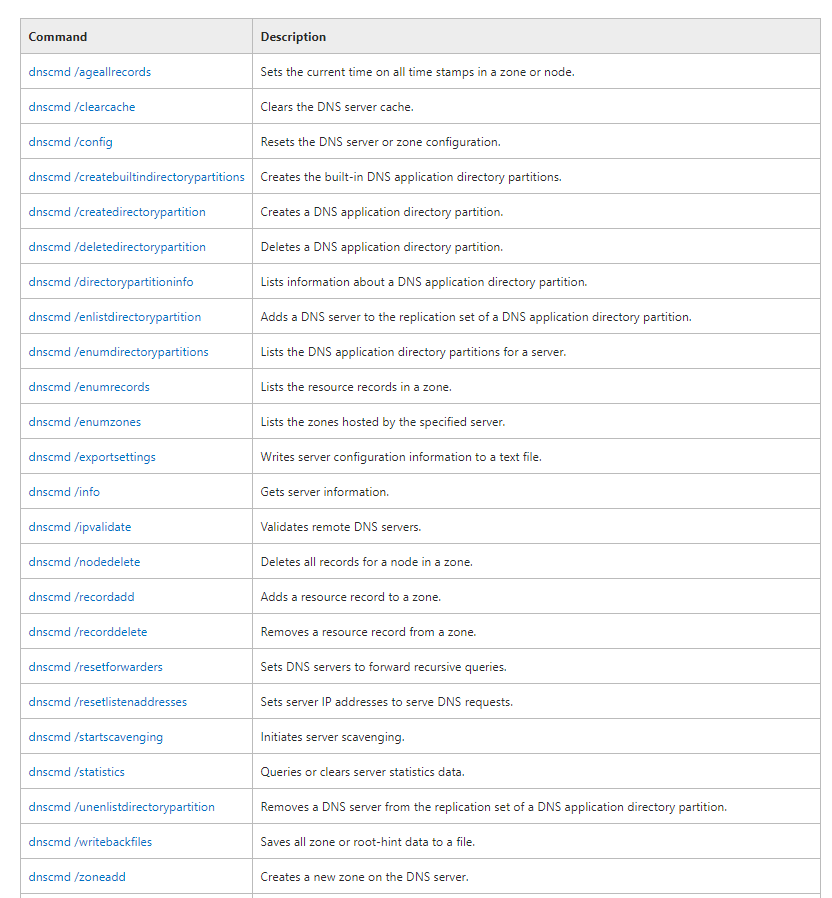 Command Description
dnscmd /ageallrecords Sets the current time on all time stamps in a zone or node.
dnscmd /clearcache Clears the DNS server cache.
dnscmd /config Resets the DNS server or zone configuration.
dnscmd /createbuiltindirectorypartitions Creates the built-in DNS application directory partitions.
dnscmd /createdirectorypartition Creates a DNS application directory partition.
dnscmd /deletedirectorypartition Deletes a DNS application directory partition.
dnscmd /directorypartitioninfo Lists information about a DNS application directory partition.
dnscmd /enlistdirectorypartition Adds a DNS server to the replication set of a DNS application directory partition.
dnscmd /enumdirectorypartitions Lists the DNS application directory partitions for a server.
dnscmd /enumrecords Lists the resource records in a zone.
dnscmd /enumzones Lists the zones hosted by the specified server.
dnscmd /exportsettings Writes server configuration information to a text file.
dnscmd /info Gets server information.
dnscmd /ipvalidate Validates remote DNS servers.
dnscmd /nodedelete Deletes all records for a node in a zone.
dnscmd /recordadd Adds a resource record to a zone.
dnscmd /recorddelete Removes a resource record from a zone.
dnscmd /resetforwarders Sets DNS servers to forward recursive queries.
dnscmd /resetlistenaddresses Sets server IP addresses to serve DNS requests.
dnscmd /startscavenging Initiates server scavenging.
dnscmd /statistics Queries or clears server statistics data.
dnscmd /unenlistdirectorypartition Removes a DNS server from the replication set of a DNS application directory partition.
dnscmd /writebackfiles Saves all zone or root-hint data to a file.
dnscmd /zoneadd Creates a new zone on the DNS server.